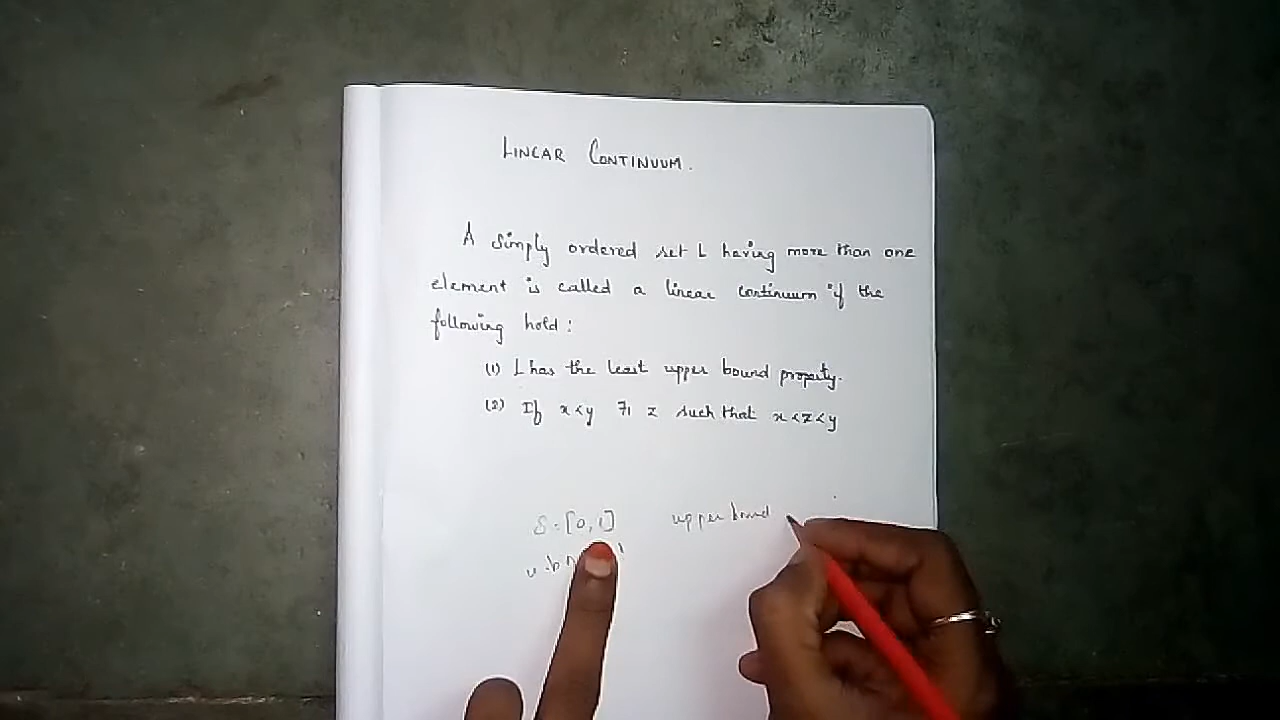 LINEAR CONTINUUM.
A simply ordered set L having more than one
element is called a linear continuum if the
following hold:
(1) L has the least upper bound property.
(2) If x<y ∃ z such that x<z<y
S=[0,1] upper bound